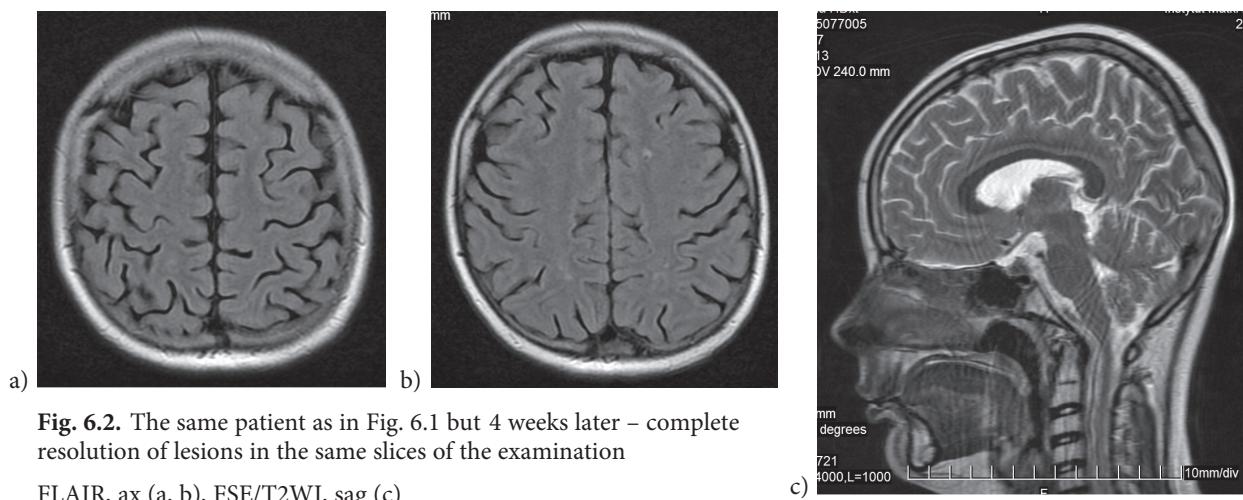 mm
5077005
7
13
OV 240.0 mm
2
a)
b)
Fig. 6.2. The same patient as in Fig. 6.1 but 4 weeks later – complete
resolution of lesions in the same slices of the examination
FLAIR, ax (a, b), FSE/T2WI, sag (c)
mm
degrees
721
4000,L=1000
10mm/div
c)